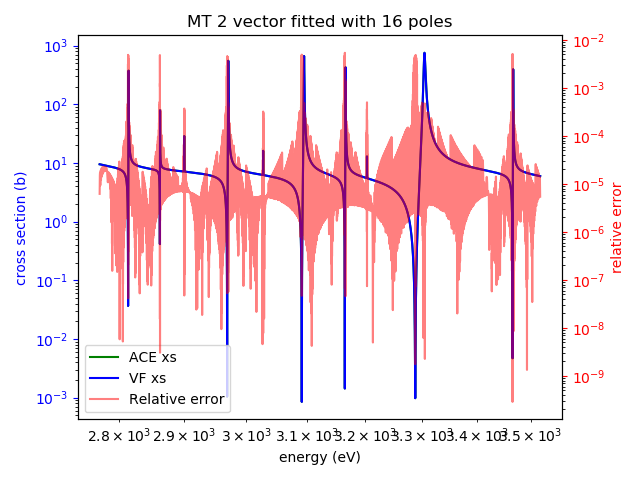 MT 2 vector fitted with 16 poles
10³
10²
10¹
10⁰
10⁻¹
10⁻²
10⁻³
cross section (b)
10⁻²
10⁻³
10⁻⁴
10⁻⁵
10⁻⁶
10⁻⁷
10⁻⁸
10⁻⁹
relative error
ACE xs
VF xs
Relative error
2.8 × 10³ 2.9 × 10³ 3 × 10³ 3.1 × 10³ 3.2 × 10³ 3.3 × 10³ 3.4 × 10³ 3.5 × 10³
energy (eV)